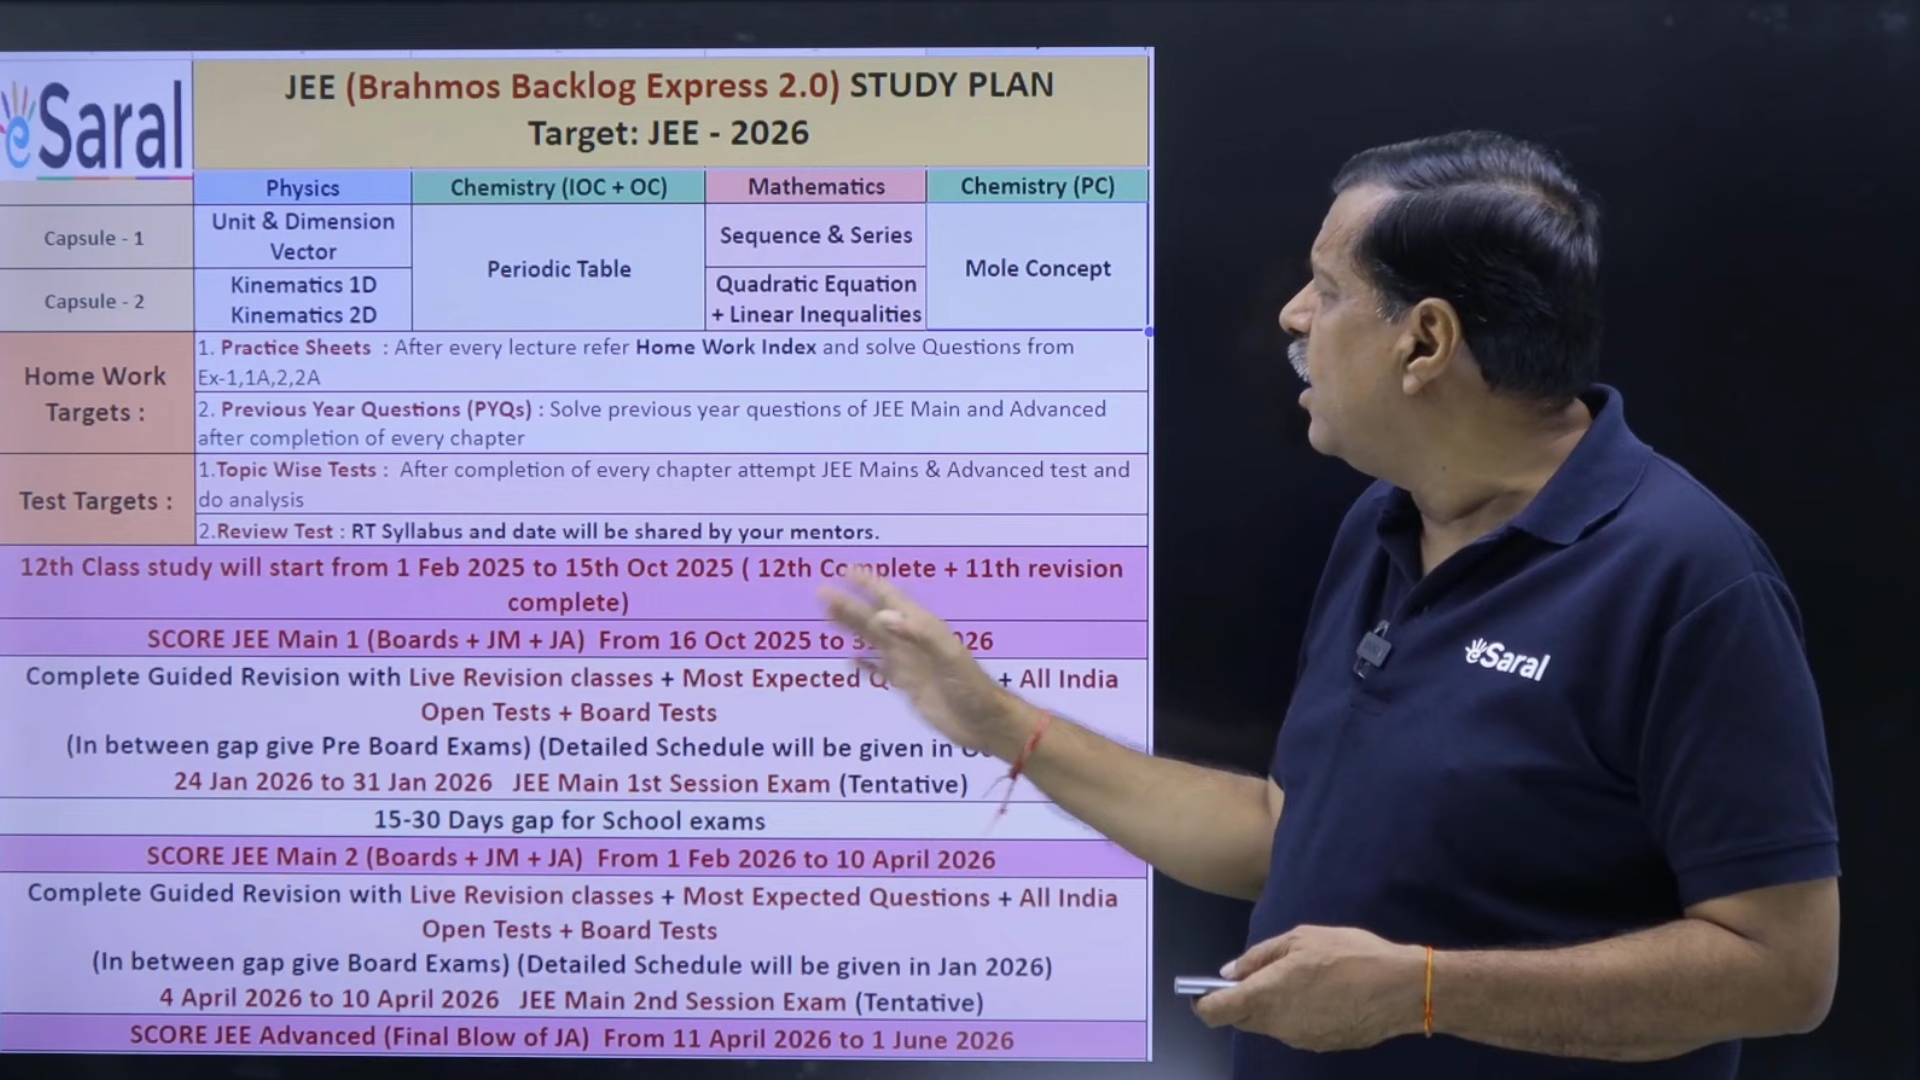 eSaral
JEE (Brahmos Backlog Express 2.0) STUDY PLAN
Target: JEE - 2026
Physics Chemistry (IOC + OC) Mathematics Chemistry (PC)
Capsule - 1
Unit & Dimension
Vector
Periodic Table
Sequence & Series
Mole Concept
Capsule - 2
Kinematics 1D
Kinematics 2D
Quadratic Equation
+ Linear Inequalities
Home Work
Targets :
1. Practice Sheets : After every lecture refer Home Work Index and solve Questions from
Ex-1,1A,2,2A
2. Previous Year Questions (PYQs) : Solve previous year questions of JEE Main and Advanced
after completion of every chapter
Test Targets :
1.Topic Wise Tests : After completion of every chapter attempt JEE Mains & Advanced test and
do analysis
2.Review Test : RT Syllabus and date will be shared by your mentors.
12th Class study will start from 1 Feb 2025 to 15th Oct 2025 ( 12th Complete + 11th revision
complete)
SCORE JEE Main 1 (Boards + JM + JA) From 16 Oct 2025 to
Complete Guided Revision with Live Revision classes + Most Expected + All India
Open Tests + Board Tests
(In between gap give Pre Board Exams) (Detailed Schedule will be given in
24 Jan 2026 to 31 Jan 2026 JEE Main 1st Session Exam (Tentative)
15-30 Days gap for School exams
SCORE JEE Main 2 (Boards + JM + JA) From 1 Feb 2026 to 10 April 2026
Complete Guided Revision with Live Revision classes + Most Expected Questions + All India
Open Tests + Board Tests
(In between gap give Board Exams) (Detailed Schedule will be given in Jan 2026)
4 April 2026 to 10 April 2026 JEE Main 2nd Session Exam (Tentative)
SCORE JEE Advanced (Final Blow of JA) From 11 April 2026 to 1 June 2026
eSaral